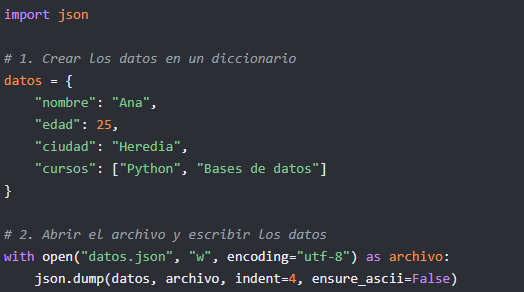 import json

# 1. Crear los datos en un diccionario
datos = {
    "nombre": "Ana",
    "edad": 25,
    "ciudad": "Heredia",
    "cursos": ["Python", "Bases de datos"]
}

# 2. Abrir el archivo y escribir los datos
with open("datos.json", "w", encoding="utf-8") as archivo:
    json.dump(datos, archivo, indent=4, ensure_ascii=False)